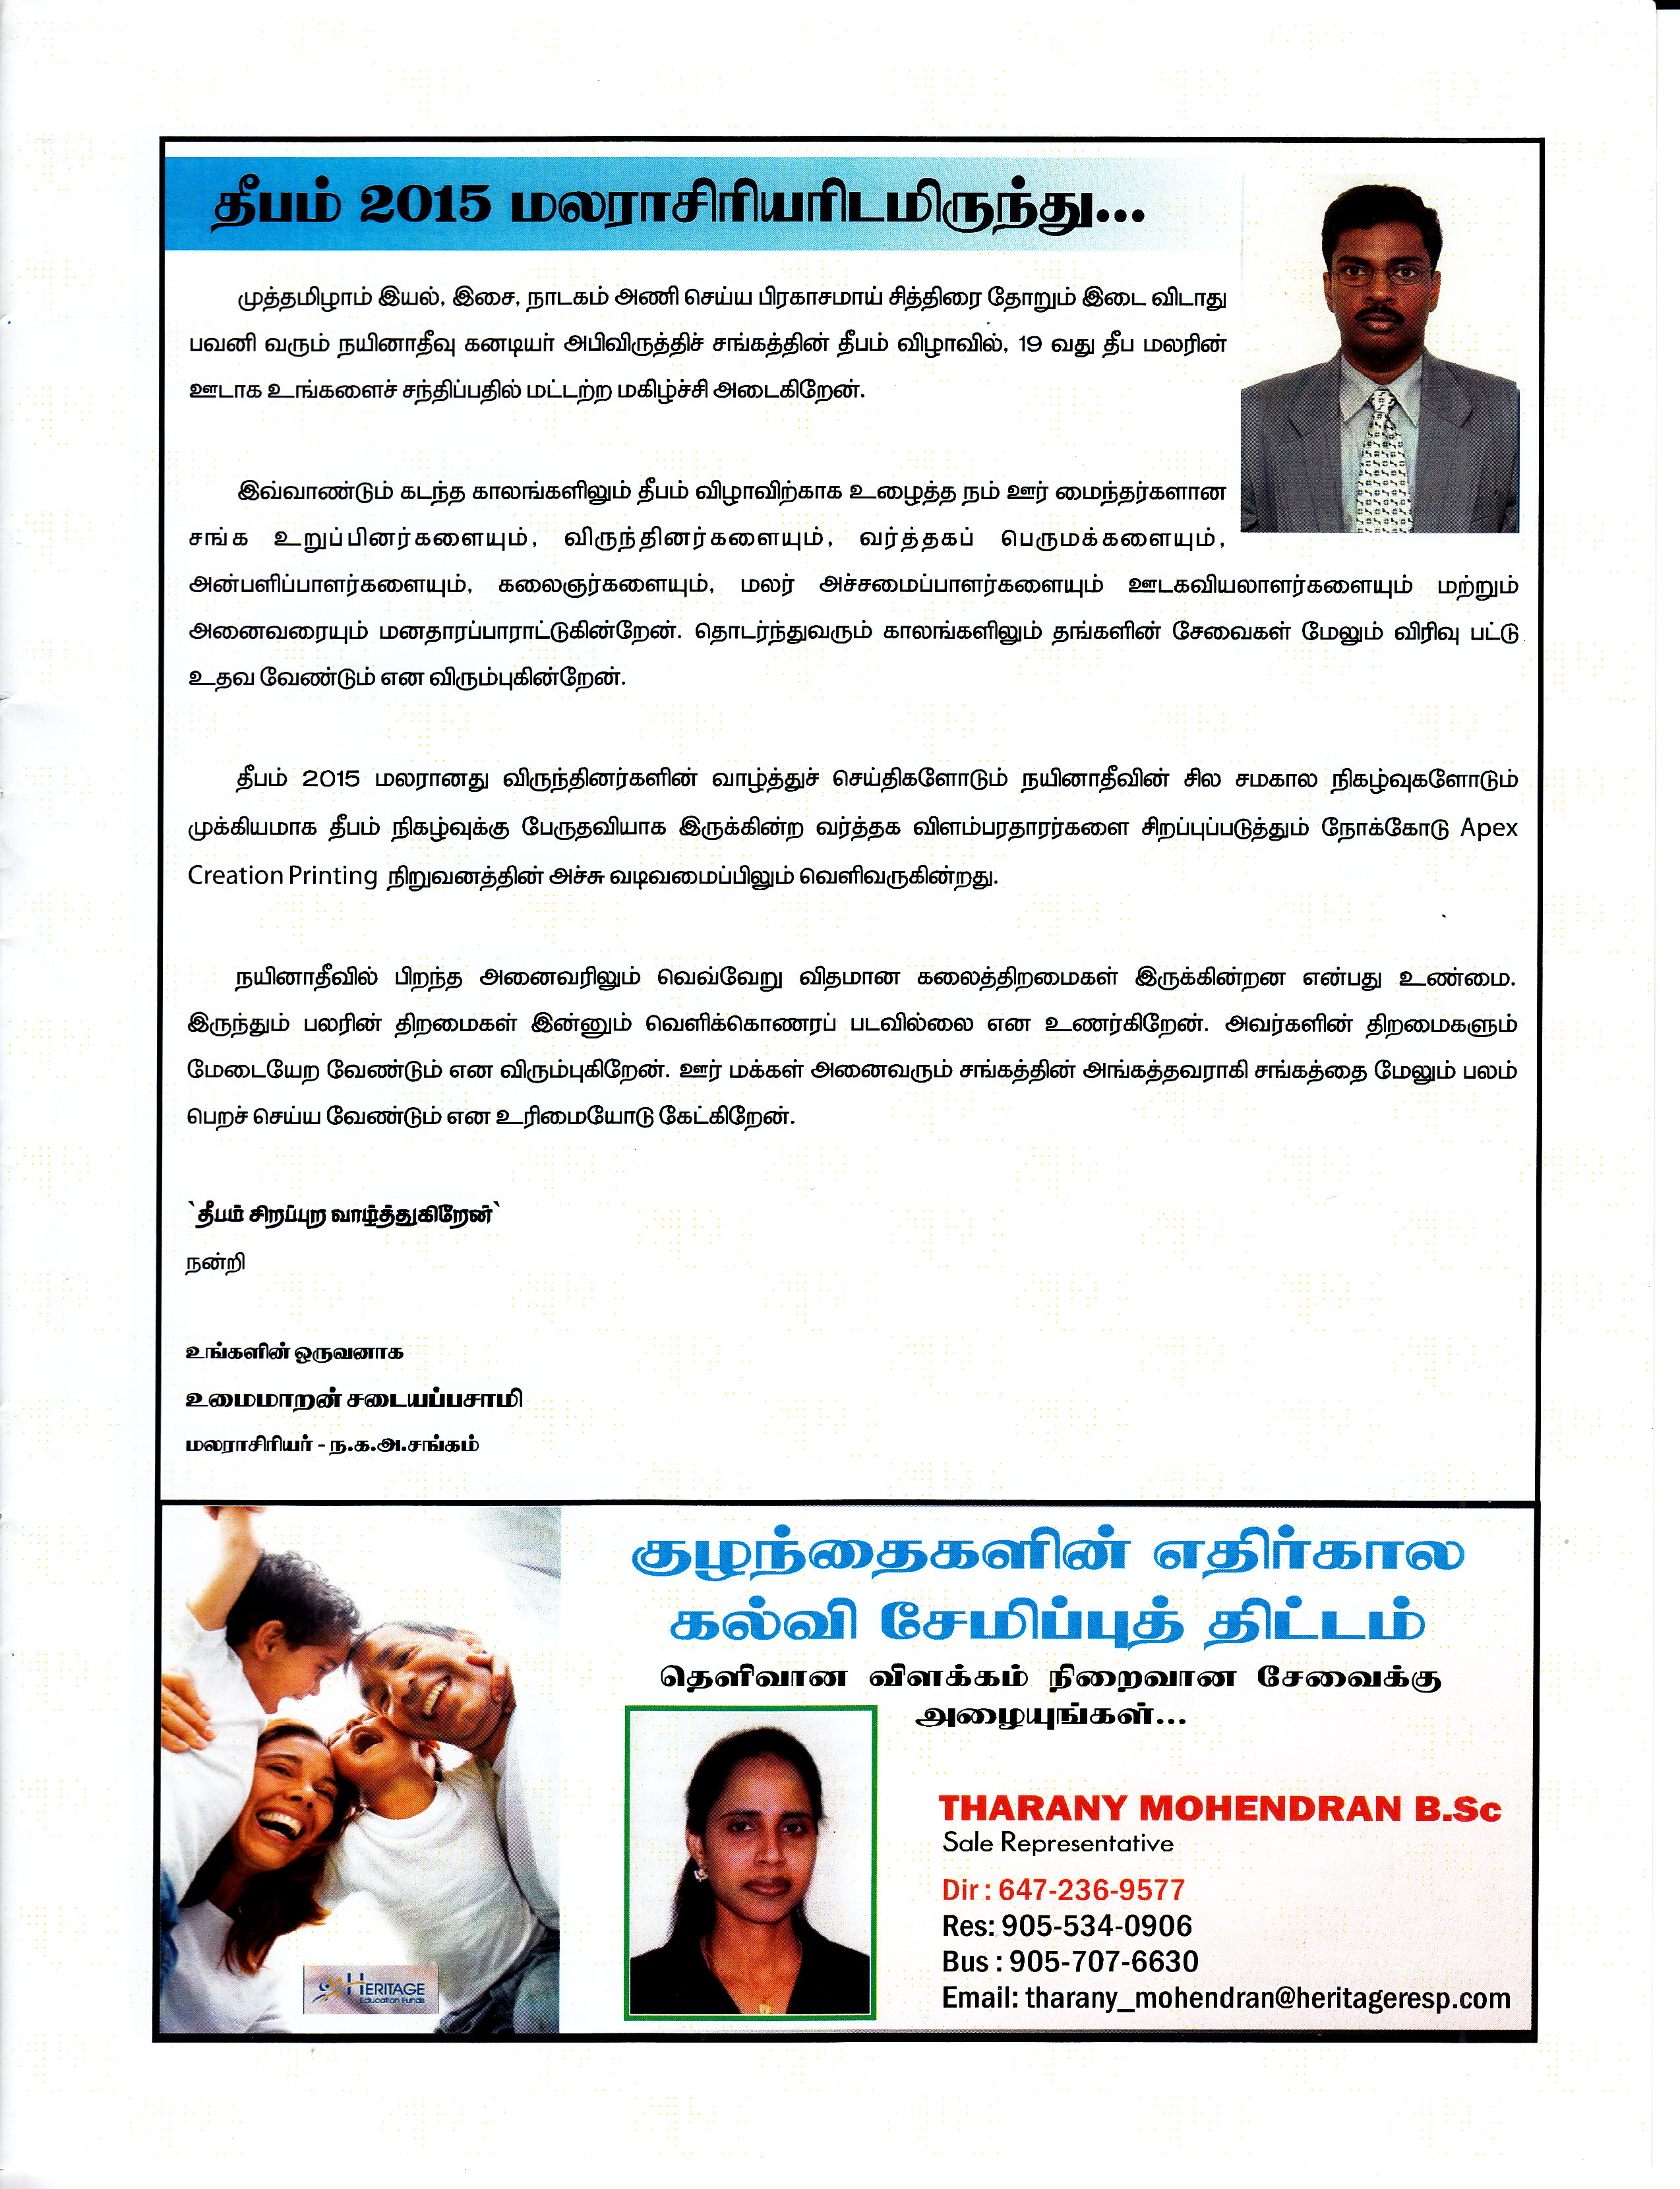 தீபம் 2015 மலராசிரியரிடமிருந்து...
முத்தமிழாம் இயல், இசை, நாடகம் அணி செய்ய பிரகாசமாய் சித்திரை தோறும் இடை விடாது
பவனி வரும் நயினாதீவு கனடியர் அபிவிருத்திச் சங்கத்தின் தீபம் விழாவில், 19 வது தீப மலரின்
ஊடாக உங்களைச் சந்திப்பதில் மட்டற்ற மகிழ்ச்சி அடைகிறேன்.
இவ்வாண்டும் கடந்த காலங்களிலும் தீபம் விழாவிற்காக உழைத்த நம் ஊர் மைந்தர்களான
சங்க உறுப்பினர்களையும், விருந்தினர்களையும், வர்த்தகப் பெருமக்களையும்,
அன்பளிப்பாளர்களையும், கலைஞர்களையும், மலர் அச்சமைப்பாளர்களையும் ஊடகவியலாளர்களையும் மற்றும்
அனைவரையும் மனதாரப்பாராட்டுகின்றேன். தொடர்ந்துவரும் காலங்களிலும் தங்களின் சேவைகள் மேலும் விரிவு பட்டு
உதவ வேண்டும் என விரும்புகின்றேன்.
தீபம் 2015 மலரானது விருந்தினர்களின் வாழ்த்துச் செய்திகளோடும் நயினாதீவின் சில சமகால நிகழ்வுகளோடும்
முக்கியமாக தீபம் நிகழ்வுக்கு பேருதவியாக இருக்கின்ற வர்த்தக விளம்பரதாரர்களை சிறப்புப்படுத்தும் நோக்கோடு Apex
Creation Printing நிறுவனத்தின் அச்சு வடிவமைப்பிலும் வெளிவருகின்றது.
நயினாதீவில் பிறந்த அனைவரிலும் வெவ்வேறு விதமான கலைத்திறமைகள் இருக்கின்றன என்பது உண்மை.
இருந்தும் பலரின் திறமைகள் இன்னும் வெளிக்கொணரப் படவில்லை என உணர்கிறேன். அவர்களின் திறமைகளும்
மேடையேற வேண்டும் என விரும்புகிறேன். ஊர் மக்கள் அனைவரும் சங்கத்தின் அங்கத்தவராகி சங்கத்தை மேலும் பலம்
பெறச் செய்ய வேண்டும் என உரிமையோடு கேட்கிறேன்.
`தீபம் சிறப்புற வாழ்த்துகிறேன்`
நன்றி
உங்களின் ஒருவனாக
உமைமாறன் சடையப்பசாமி
மலராசிரியர் - ந.க.அ.சங்கம்
குழந்தைகளின் எதிர்கால
கல்வி சேமிப்புத் திட்டம்
தெளிவான விளக்கம் நிறைவான சேவைக்கு
அழையுங்கள்...
THARANY MOHENDRAN B.Sc
Sale Representative
Dir : 647-236-9577
Res: 905-534-0906
Bus : 905-707-6630
Email: tharany_mohendran@heritageresp.com
HERITAGE
Education Funds